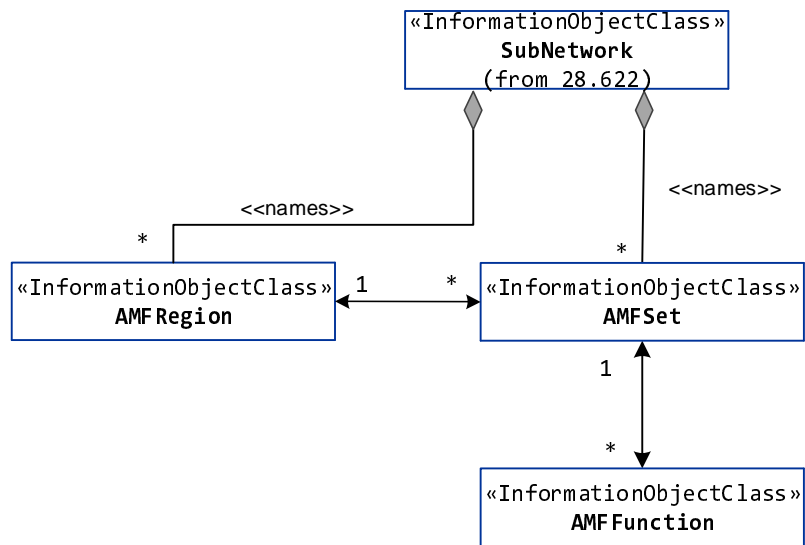 «InformationObjectClass»
SubNetwork
(from 28.622)
<<names>>
<<names>>
*
*
«InformationObjectClass»
AMFRegion
1
*
«InformationObjectClass»
AMFSet
1
*
«InformationObjectClass»
AMFFunction